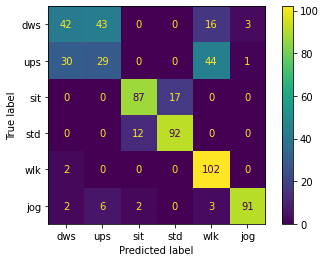 dws 42 43 0 0 16 3
ups 30 29 0 0 44 1
sit 0 0 87 17 0 0
std 0 0 12 92 0 0
wlk 2 0 0 0 102 0
jog 2 6 2 0 3 91
dws ups sit std wlk jog
Predicted label
True label
100
80
60
40
20
0